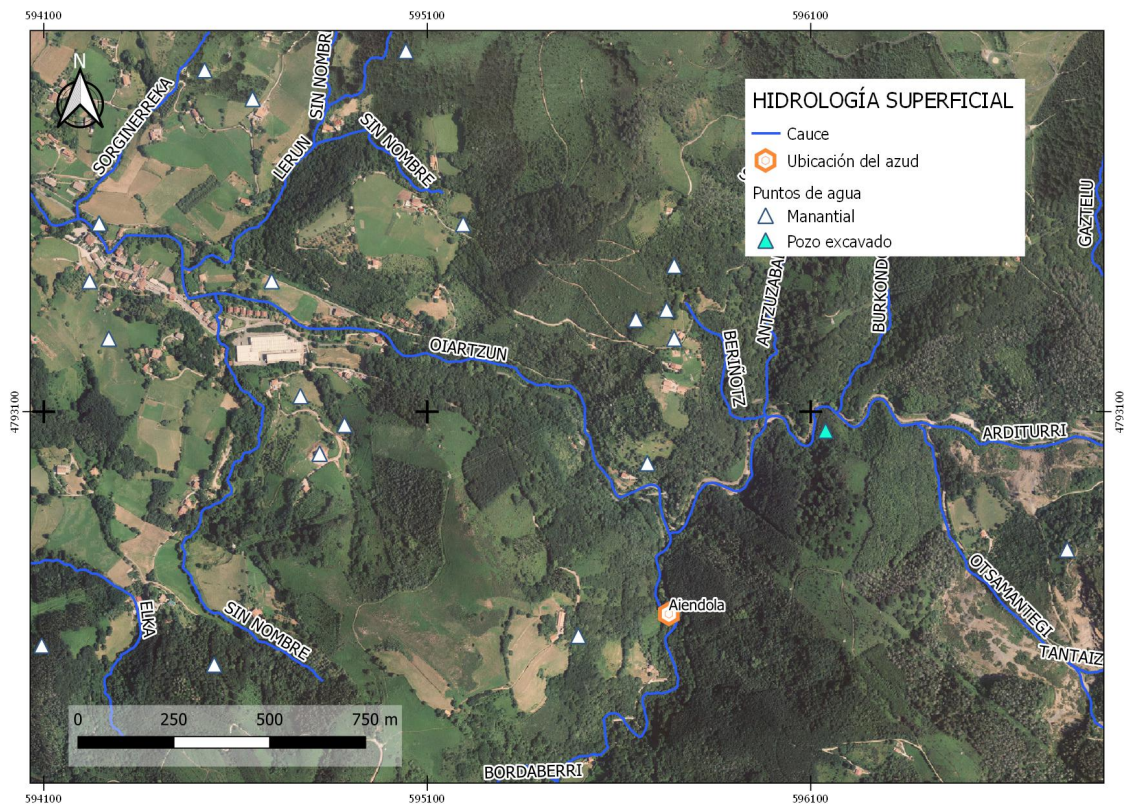 594100
595100
596100
N
HIDROLOGÍA SUPERFICIAL
Cauce
Ubicación del azud
Puntos de agua
Manantial
Pozo excavado
SORGINERREKA
LERUN
SIN NOMBRE
SIN NOMBRE
GAZTELU
ANTZUZABAL
BURKONDO
BERIÑOTZ
OIARTZUN
4793100
4793100
ARDITURRI
OTSAMANTEGI
Aiendola
ELKA
SIN NOMBRE
TANTAIZ
0 250 500 750 m
BORDABERRI
594100
595100
596100